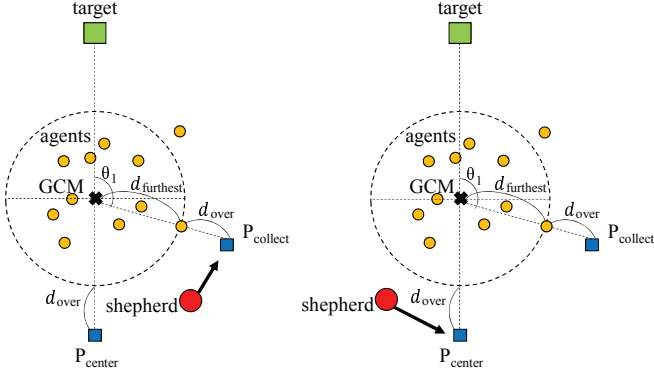 target
agents
θ1
GCM
dfurthest
dover
Pcollect
dover
shepherd
Pcenter
target
agents
θ1
GCM
dfurthest
dover
Pcollect
shepherd
dover
Pcenter